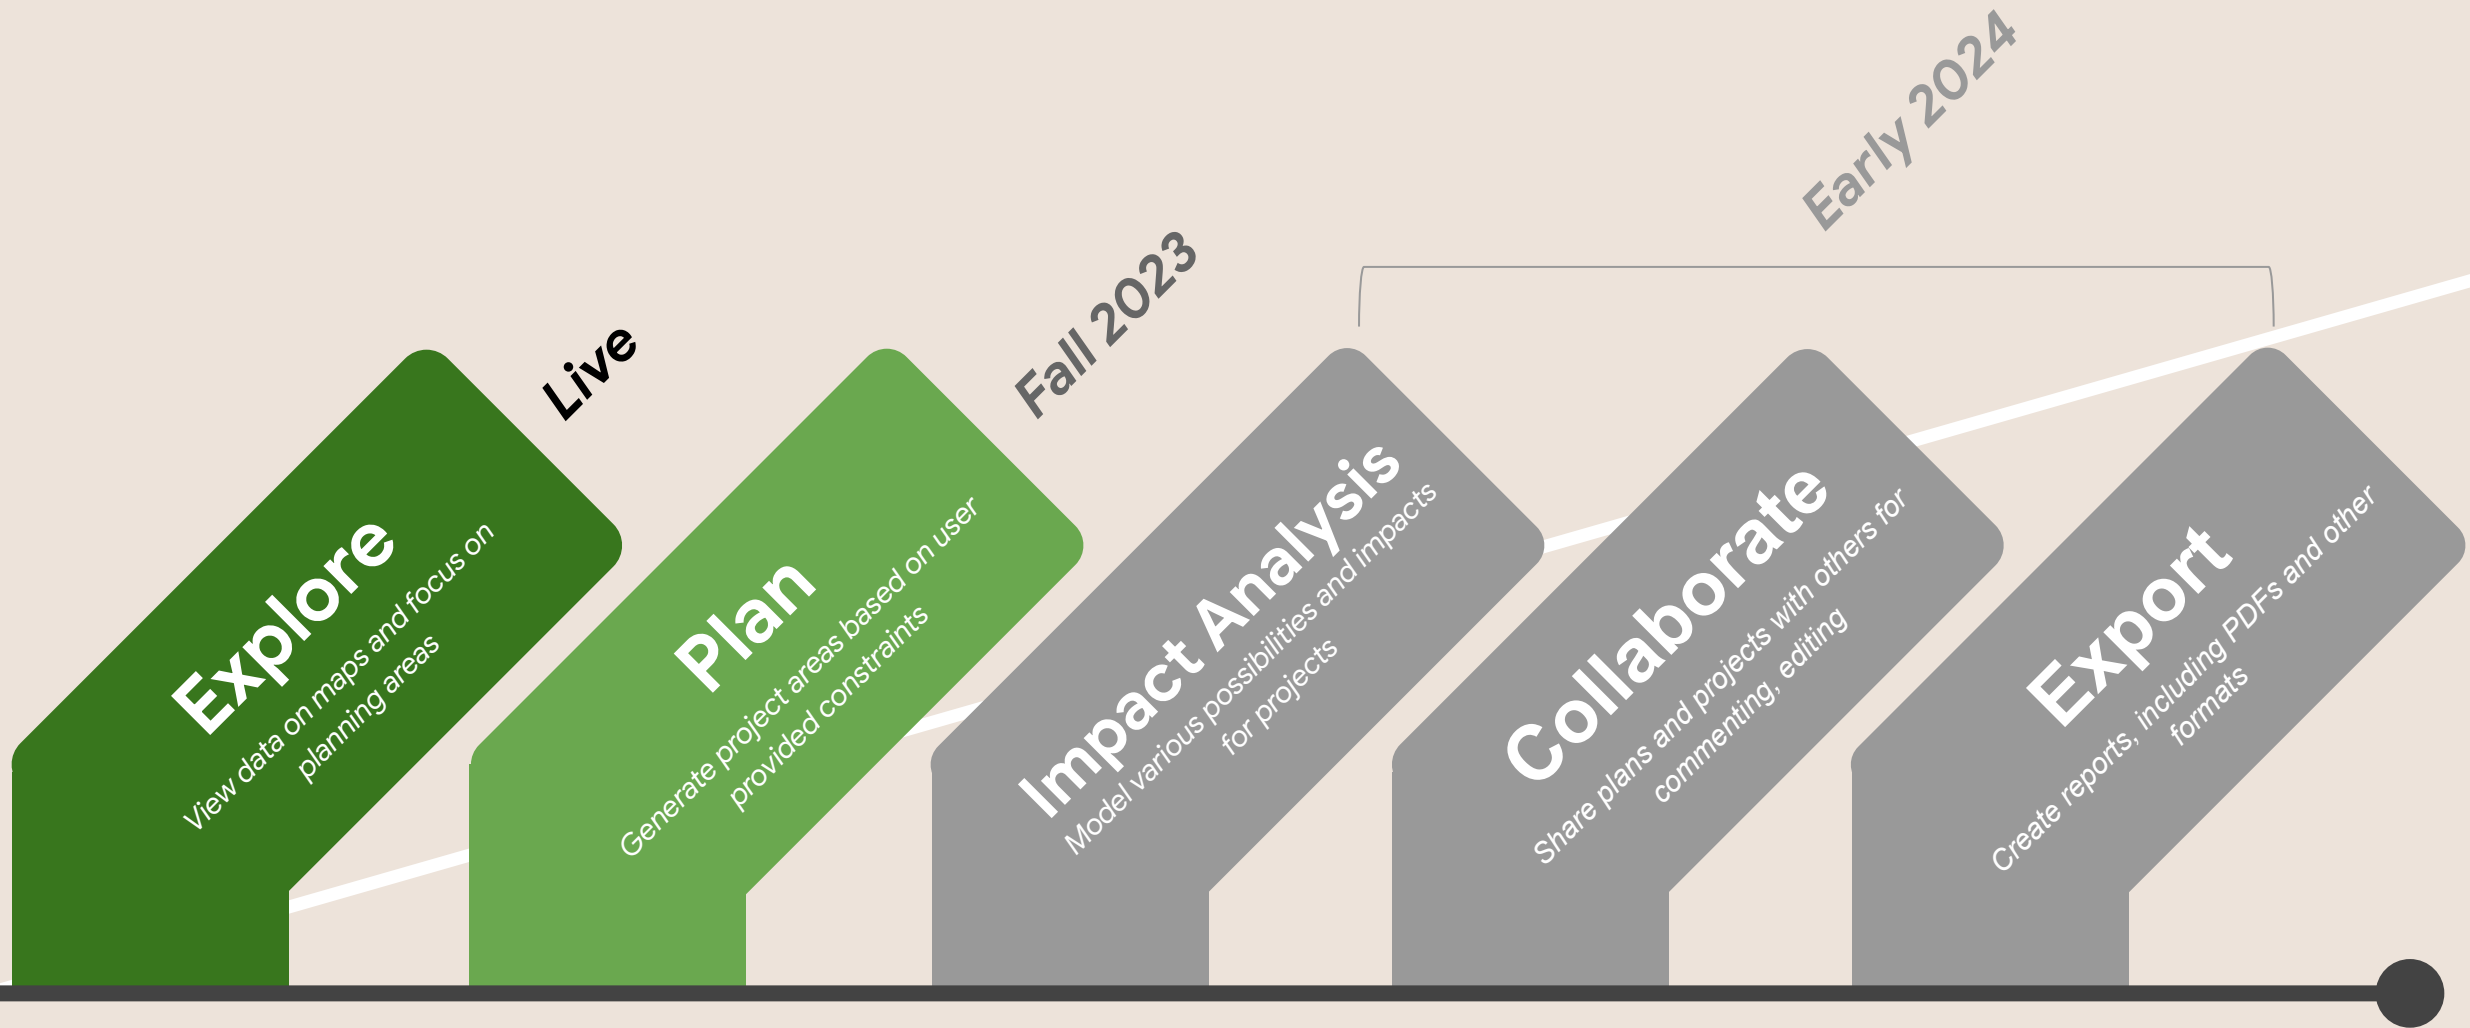 Live
Explore
View data on maps and focus on
planning areas
Fall 2023
Plan
Generate project areas based on user
provided constraints
Early 2024
Impact Analysis
Model various possibilities and impacts
for projects
Collaborate
Share plans and projects with others for
commenting, editing
Export
Create reports, including PDFs and other
formats